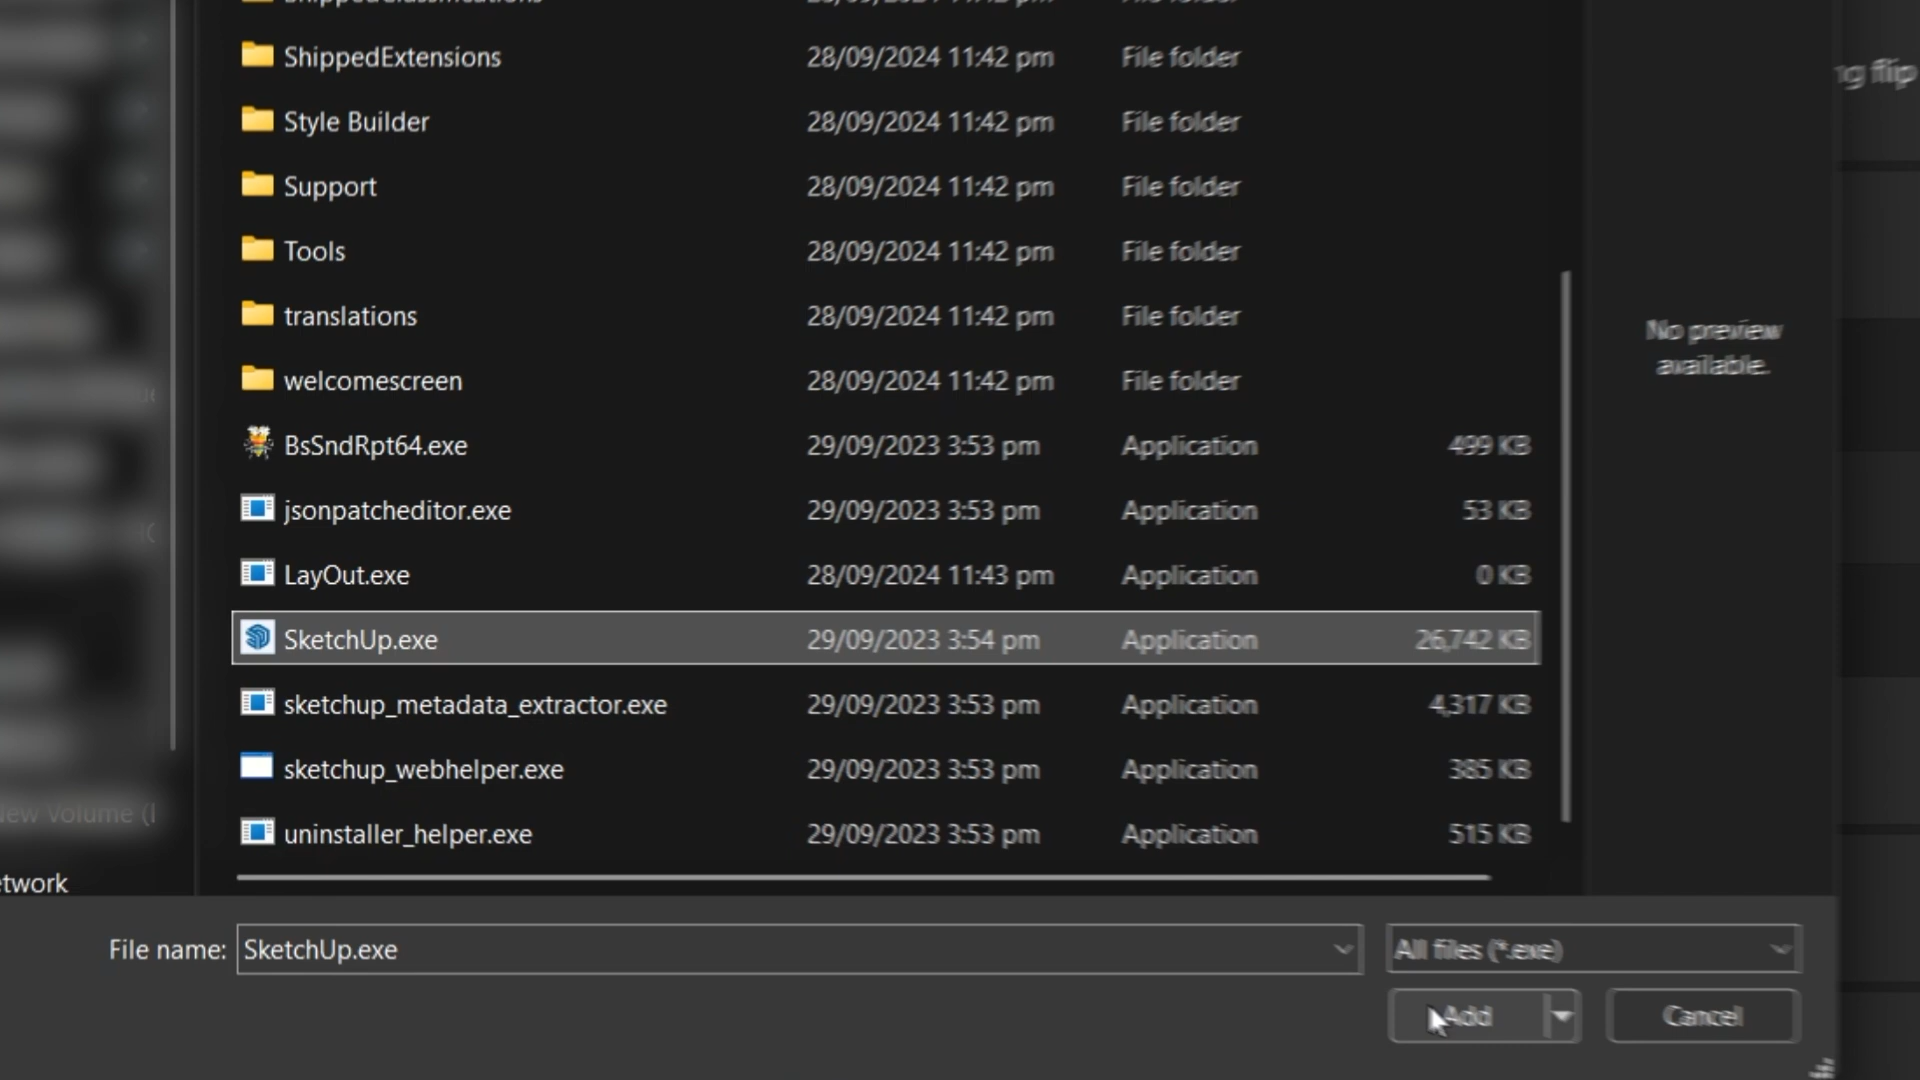 ShippedExtensions 28/09/2024 11:42 pm File folder
ng flip
Style Builder 28/09/2024 11:42 pm File folder
Support 28/09/2024 11:42 pm File folder
Tools 28/09/2024 11:42 pm File folder
translations 28/09/2024 11:42 pm File folder
No preview
available.
welcomescreen 28/09/2024 11:42 pm File folder
BsSndRpt64.exe 29/09/2023 3:53 pm Application 499 KB
jsonpatcheditor.exe 29/09/2023 3:53 pm Application 53 KB
LayOut.exe 28/09/2024 11:43 pm Application 0 KB
SketchUp.exe 29/09/2023 3:54 pm Application 26,742 KB
sketchup_metadata_extractor.exe 29/09/2023 3:53 pm Application 4,317 KB
sketchup_webhelper.exe 29/09/2023 3:53 pm Application 385 KB
ew Volume (
uninstaller_helper.exe 29/09/2023 3:53 pm Application 515 KB
etwork
File name: SketchUp.exe All files (*.exe)
Add Cancel